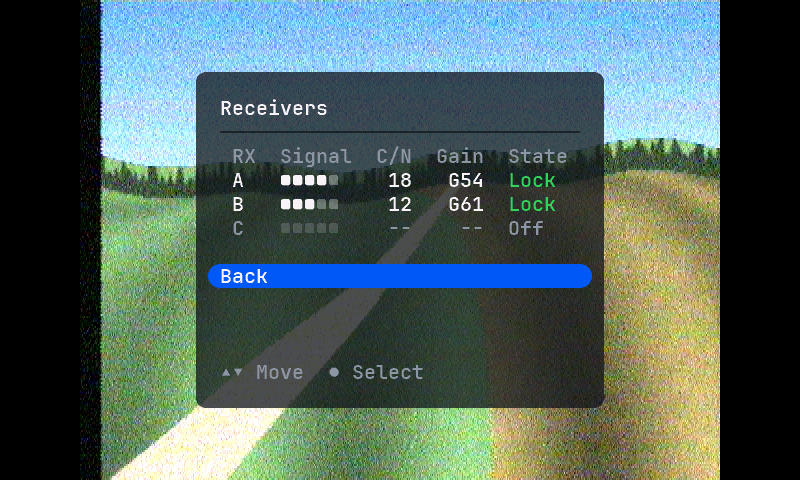 Receivers
RX Signal C/N Gain State
A 18 G54 Lock
B 12 G61 Lock
C -- -- Off
Back
▲▼ Move ● Select